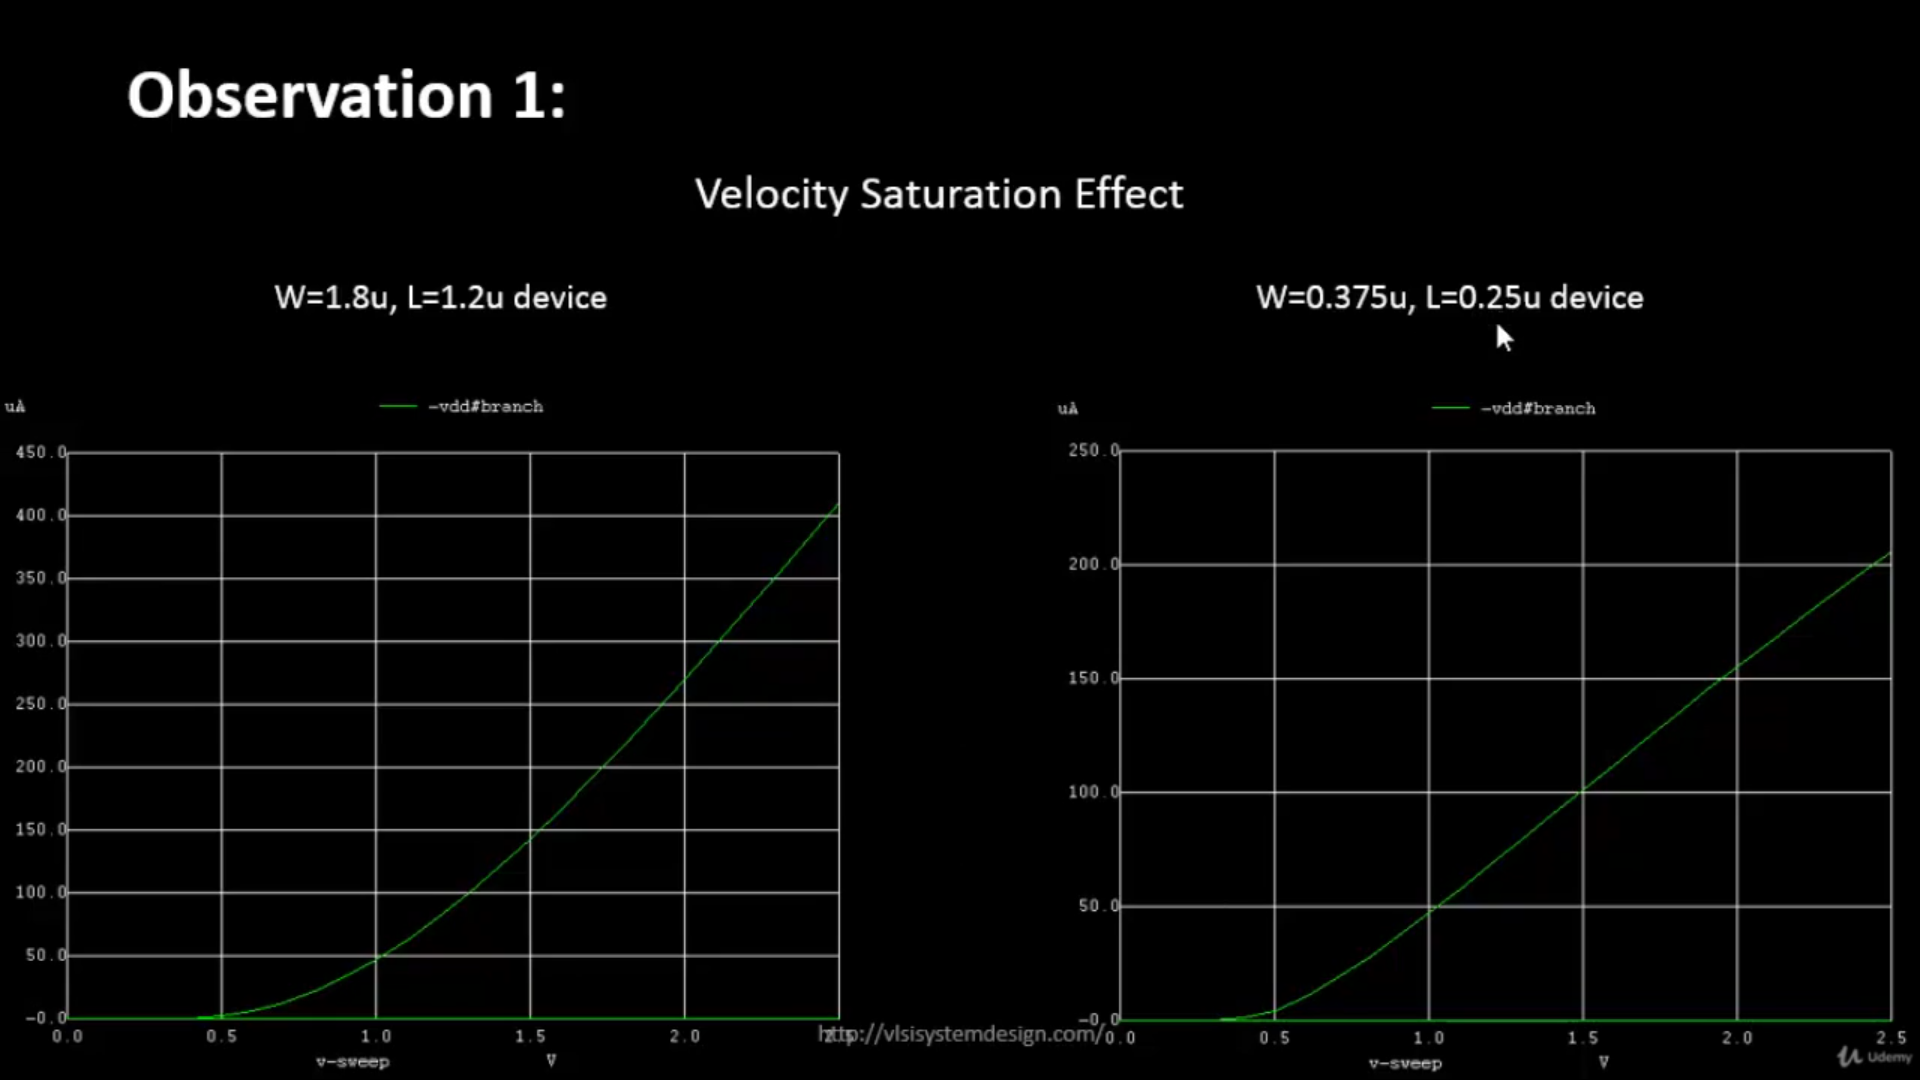 Observation 1:
Velocity Saturation Effect
W=1.8u, L=1.2u device
W=0.375u, L=0.25u device
uA
-vdd#branch
450.0
400.0
350.0
300.0
250.0
200.0
150.0
100.0
50.0
-0.0
0.0 0.5 1.0 1.5 2.0
v-sweep V
uA
-vdd#branch
250.0
200.0
150.0
100.0
50.0
-0.0
0.0 0.5 1.0 1.5 2.0 2.5
v-sweep V
http://vlsisystemdesign.com/
Udemy